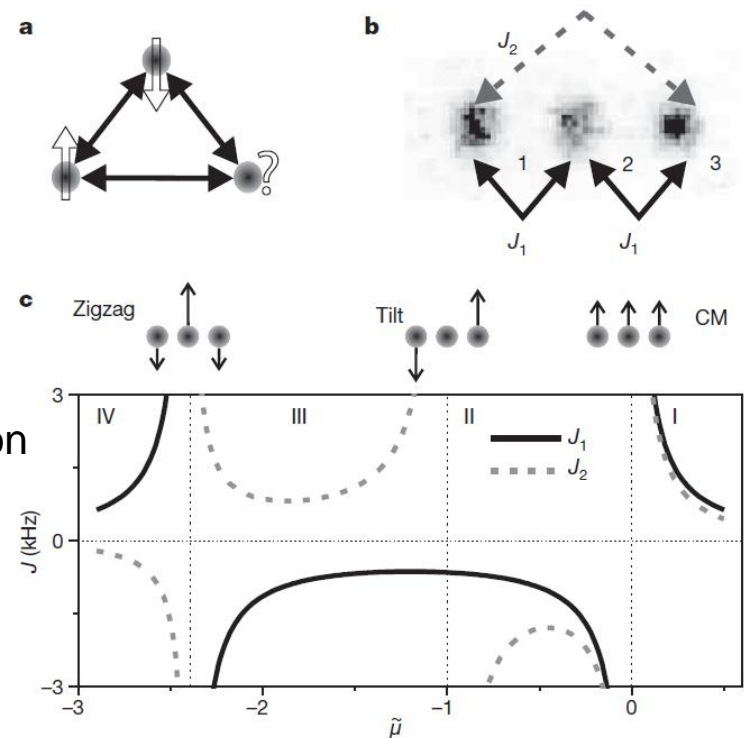 a
b
?
J2
1
2
3
J1
J1
c
Zigzag
Tilt
CM
3
IV
III
II
I
on
J1
J2
J (kHz)
0
−3
−3
−2
−1
0
μ̃